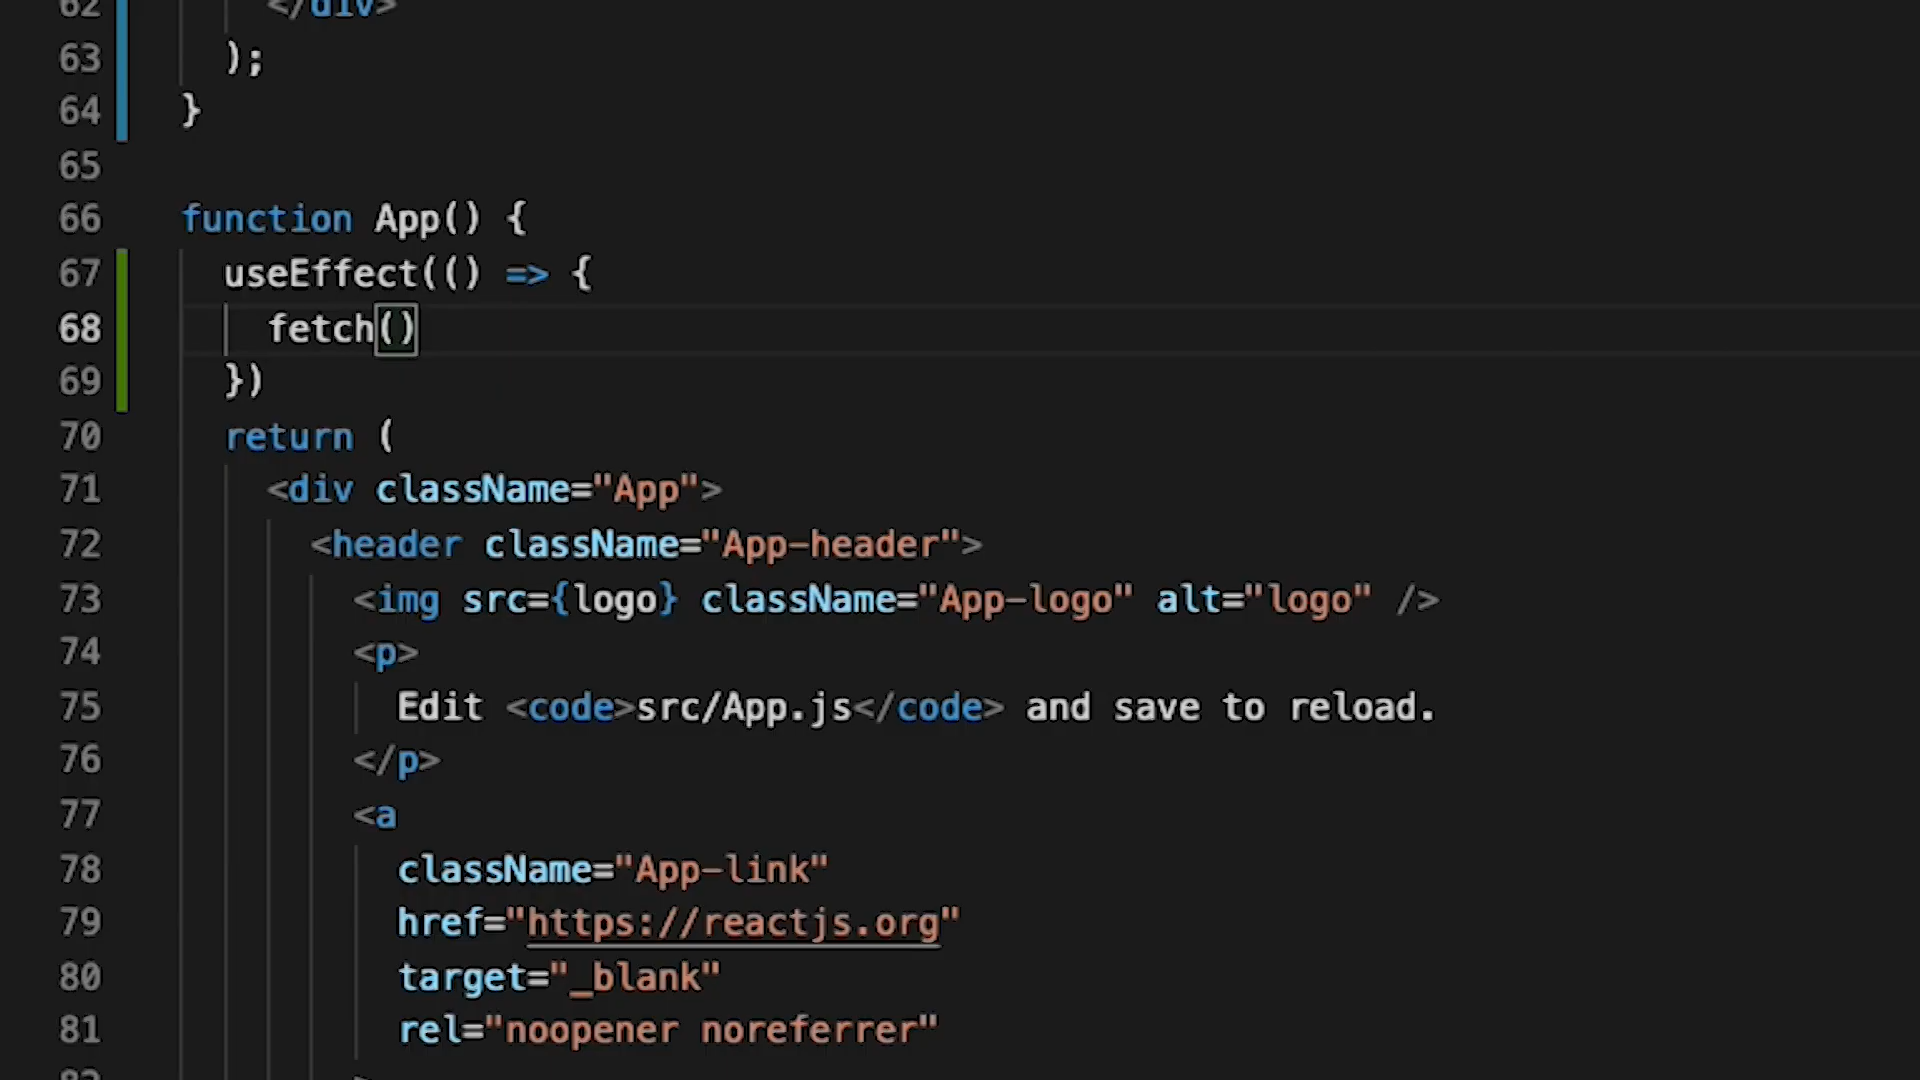 62 </div>
63 );
64 }
65
66 function App() {
67 useEffect(() => {
68 fetch()
69 })
70 return (
71 <div className="App">
72 <header className="App-header">
73 <img src={logo} className="App-logo" alt="logo" />
74 <p>
75 Edit <code>src/App.js</code> and save to reload.
76 </p>
77 <a
78 className="App-link"
79 href="https://reactjs.org"
80 target="_blank"
81 rel="noopener noreferrer"
82 >